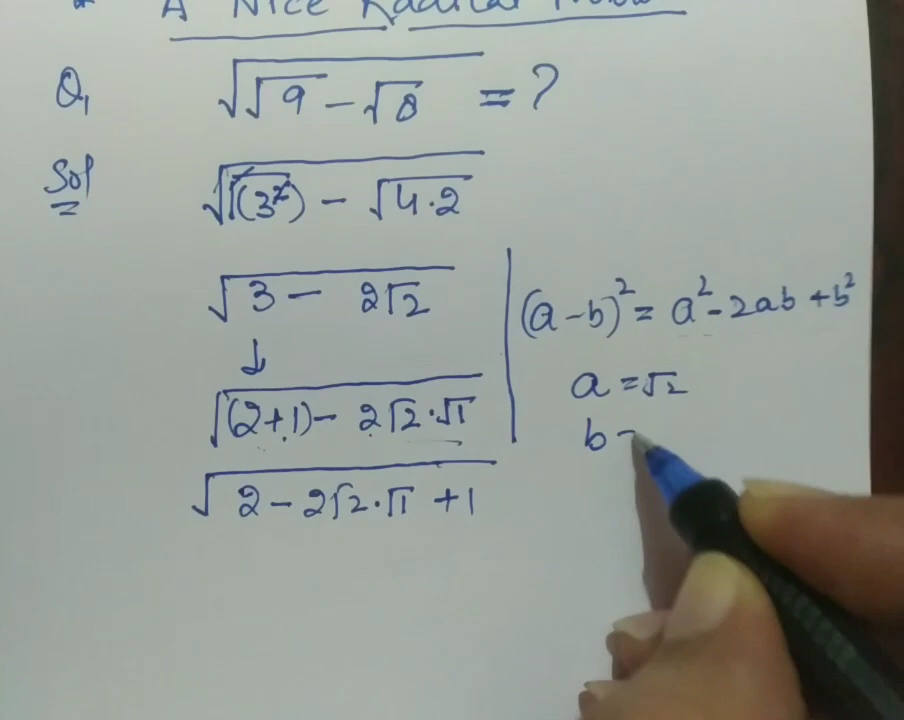 * A Nice Radical
Q1 √(√9 - √8) = ?
Sol √(√(3²) - √4·2)
√(3 - 2√2)
↓
√((2+1) - 2√2·√1)
√(2 - 2√2·√1 + 1)
(a-b)² = a² - 2ab + b²
a = √2
b -